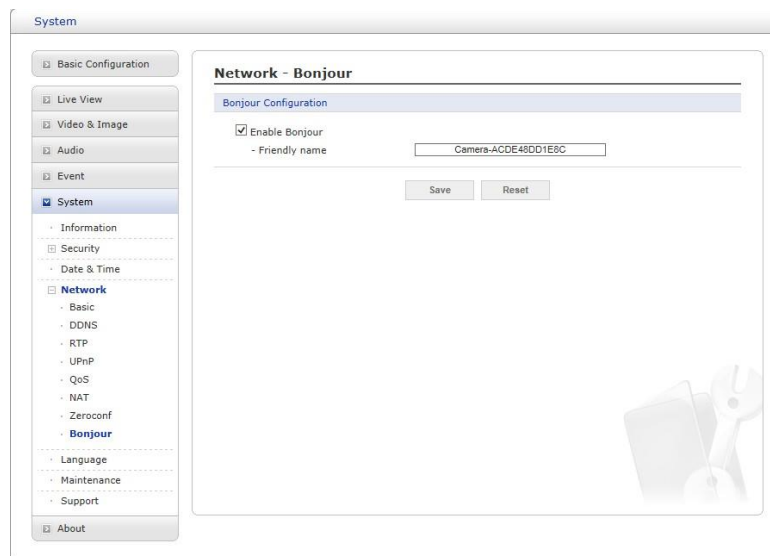 System
Basic Configuration
Live View
Video & Image
Audio
Event
System
Information
Security
Date & Time
Network
Basic
DDNS
RTP
UPnP
QoS
NAT
Zeroconf
Bonjour
Language
Maintenance
Support
About
Network - Bonjour
Bonjour Configuration
Enable Bonjour
- Friendly name Camera-ACDE48DD1E8C
Save Reset